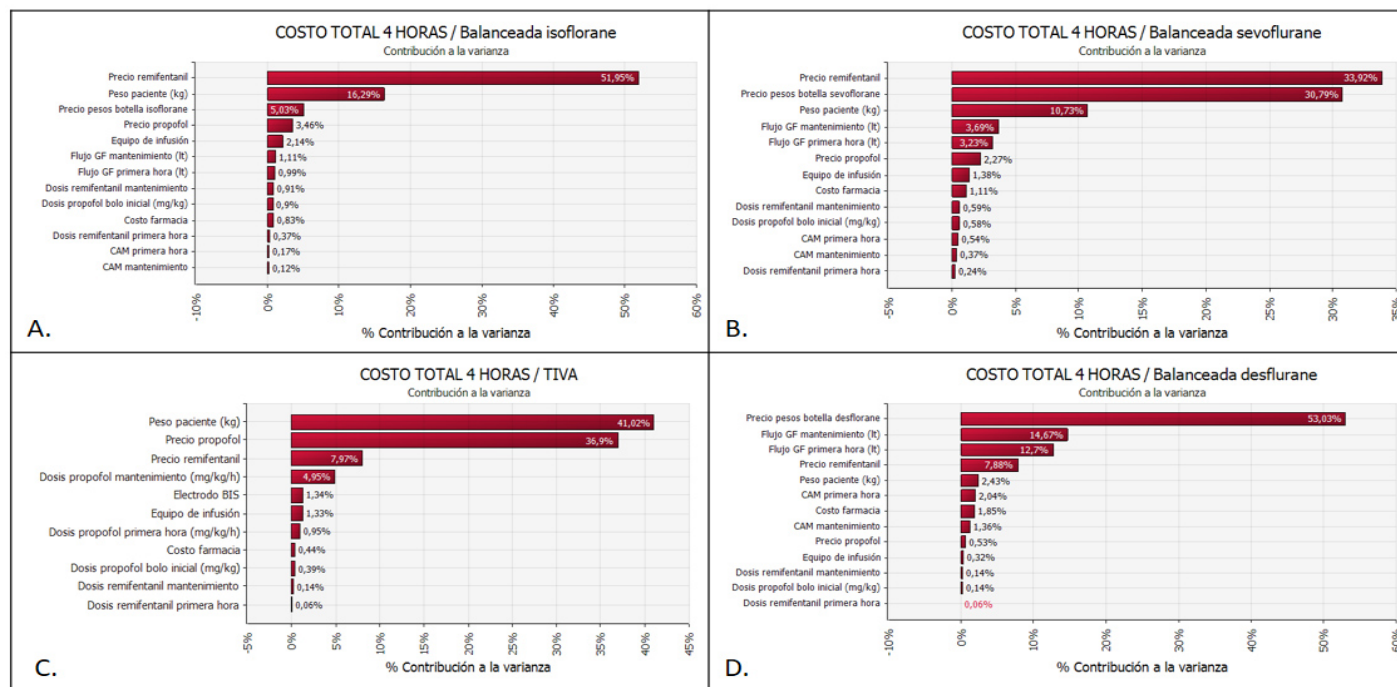 COSTO TOTAL 4 HORAS / Balanceada isoflorane
Contribución a la varianza
Precio remifentanil 51,95%
Peso paciente (kg) 16,29%
Precio pesos botella isoflorane 5,03%
Precio propofol 3,46%
Equipo de infusión 2,14%
Flujo GF mantenimiento (lt) 1,11%
Flujo GF primera hora (lt) 0,99%
Dosis remifentanil mantenimiento 0,91%
Dosis propofol bolo inicial (mg/kg) 0,9%
Costo farmacia 0,83%
Dosis remifentanil primera hora 0,37%
CAM primera hora 0,17%
CAM mantenimiento 0,12%
-10% 0% 10% 20% 30% 40% 50% 60%
% Contribución a la varianza
A.
COSTO TOTAL 4 HORAS / Balanceada sevoflurane
Contribución a la varianza
Precio remifentanil 33,92%
Precio pesos botella sevoflorane 30,79%
Peso paciente (kg) 10,73%
Flujo GF mantenimiento (lt) 3,69%
Flujo GF primera hora (lt) 3,23%
Precio propofol 2,27%
Equipo de infusión 1,38%
Costo farmacia 1,11%
Dosis remifentanil mantenimiento 0,59%
Dosis propofol bolo inicial (mg/kg) 0,58%
CAM primera hora 0,54%
CAM mantenimiento 0,37%
Dosis remifentanil primera hora 0,24%
-5% 0% 5% 10% 15% 20% 25% 30% 35%
% Contribución a la varianza
B.
COSTO TOTAL 4 HORAS / TIVA
Contribución a la varianza
Peso paciente (kg) 41,02%
Precio propofol 36,9%
Precio remifentanil 7,97%
Dosis propofol mantenimiento (mg/kg/h) 4,95%
Electrodo BIS 1,34%
Equipo de infusión 1,33%
Dosis propofol primera hora (mg/kg/h) 0,95%
Costo farmacia 0,44%
Dosis propofol bolo inicial (mg/kg) 0,39%
Dosis remifentanil mantenimiento 0,14%
Dosis remifentanil primera hora 0,06%
-5% 0% 5% 10% 15% 20% 25% 30% 35% 40% 45%
% Contribución a la varianza
C.
COSTO TOTAL 4 HORAS / Balanceada desflurane
Contribución a la varianza
Precio pesos botella desflorane 53,03%
Flujo GF mantenimiento (lt) 14,67%
Flujo GF primera hora (lt) 12,7%
Precio remifentanil 7,88%
Peso paciente (kg) 2,43%
CAM primera hora 2,04%
Costo farmacia 1,85%
CAM mantenimiento 1,36%
Precio propofol 0,53%
Equipo de infusión 0,32%
Dosis remifentanil mantenimiento 0,14%
Dosis propofol bolo inicial (mg/kg) 0,14%
Dosis remifentanil primera hora 0,06%
-10% 0% 10% 20% 30% 40% 50% 60%
% Contribución a la varianza
D.